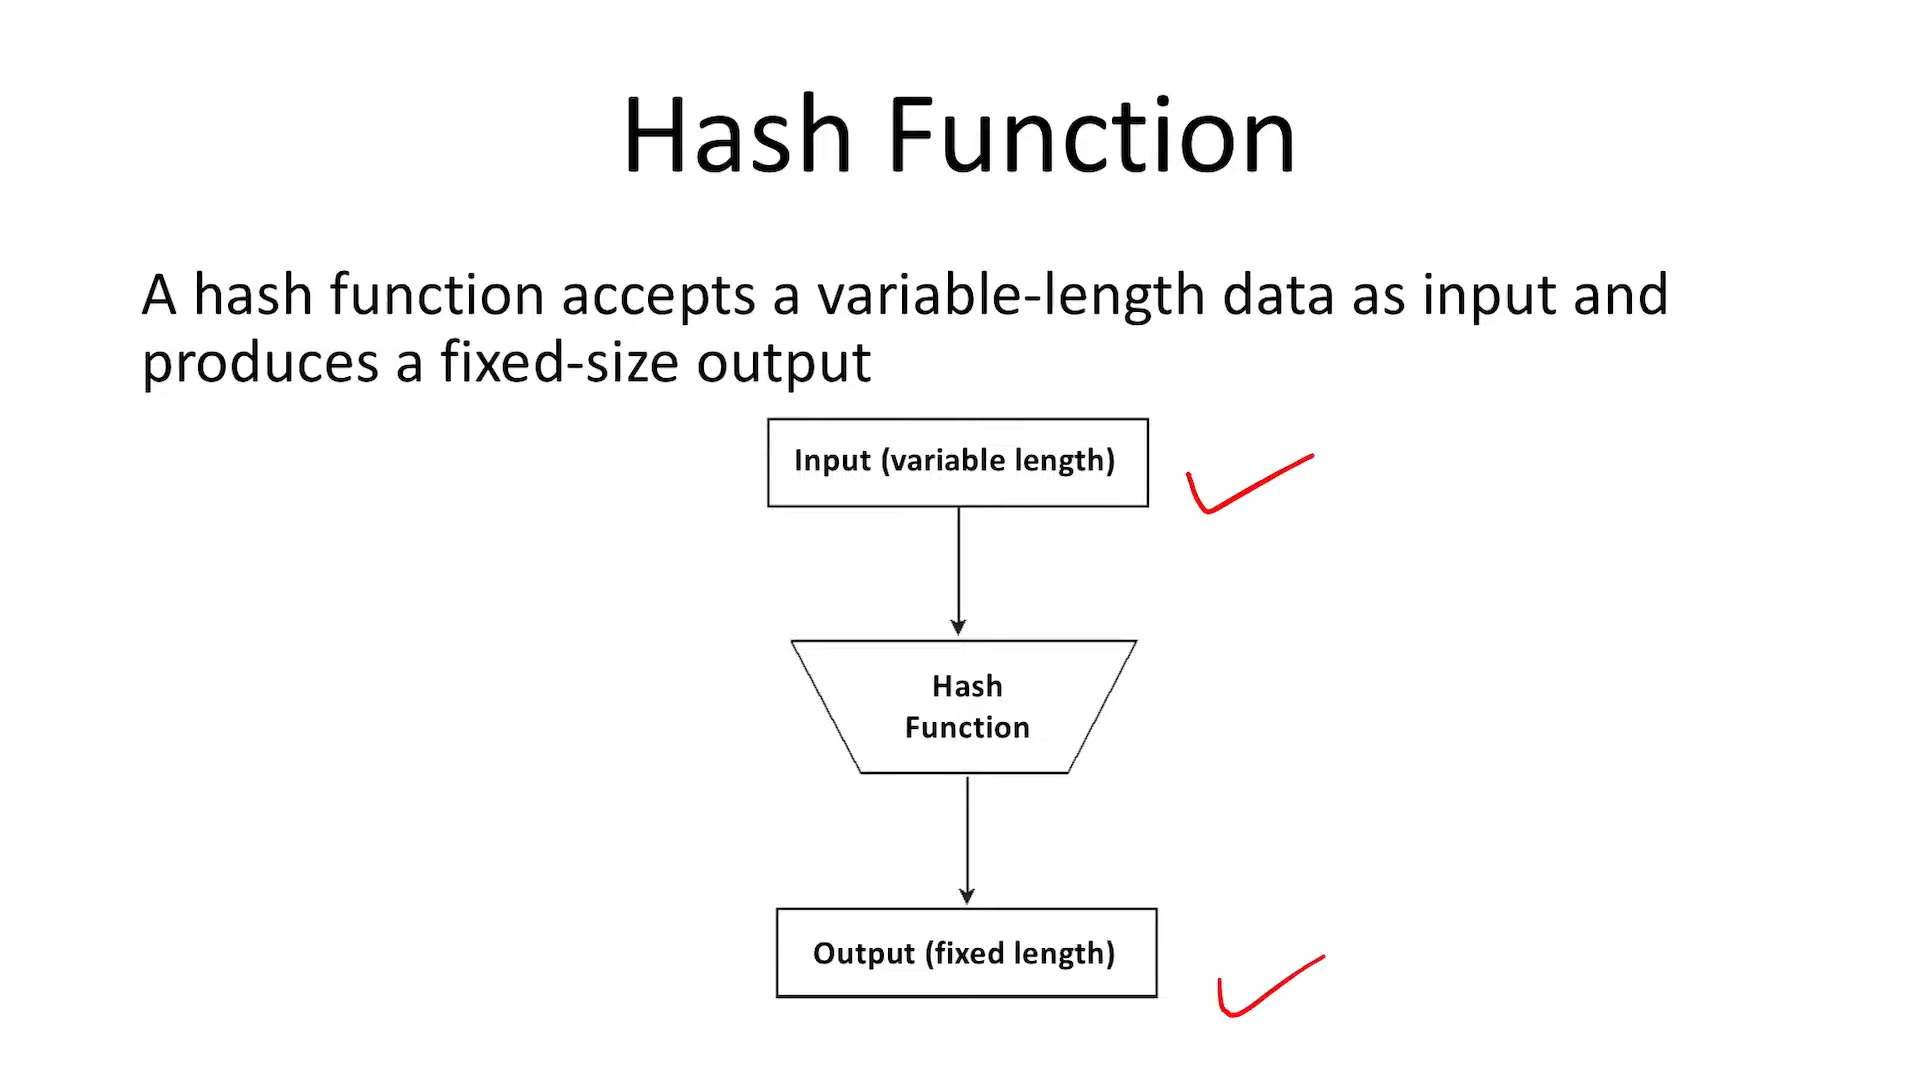 Hash Function
A hash function accepts a variable-length data as input and
produces a fixed-size output
Input (variable length)
Hash
Function
Output (fixed length)